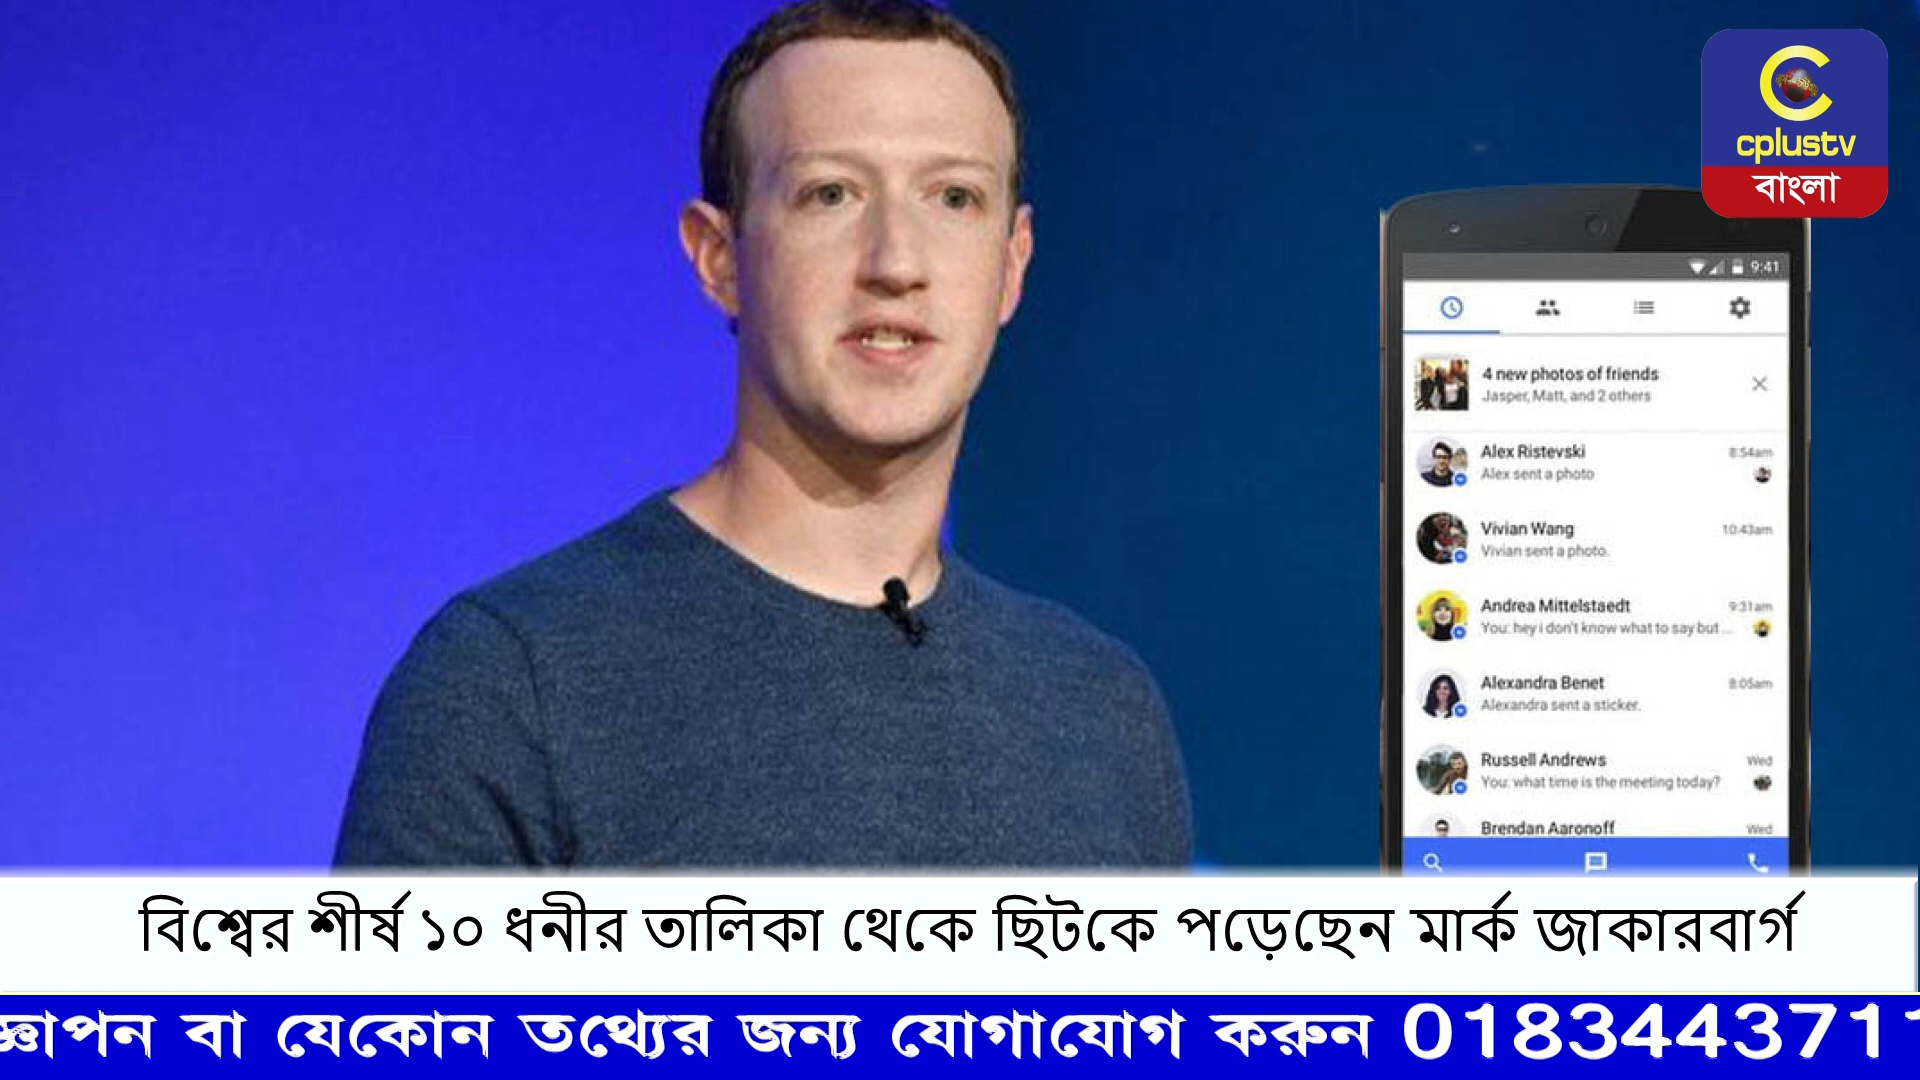 cplustv
বাংলা
9:41
4 new photos of friends
Jasper, Matt, and 2 others
Alex Ristevski 8:54am
Alex sent a photo
Vivian Wang 10:43am
Vivian sent a photo.
Andrea Mittelstaedt 9:31am
You: hey i don't know what to say but ...
Alexandra Benet 8:05am
Alexandra sent a sticker.
Russell Andrews Wed
You: what time is the meeting today?
Brendan Aaronoff Wed
বিশ্বের শীর্ষ ১০ ধনীর তালিকা থেকে ছিটকে পড়েছেন মার্ক জাকারবার্গ
জ্ঞাপন বা যেকোন তথ্যের জন্য যোগাযোগ করুন 0183443711